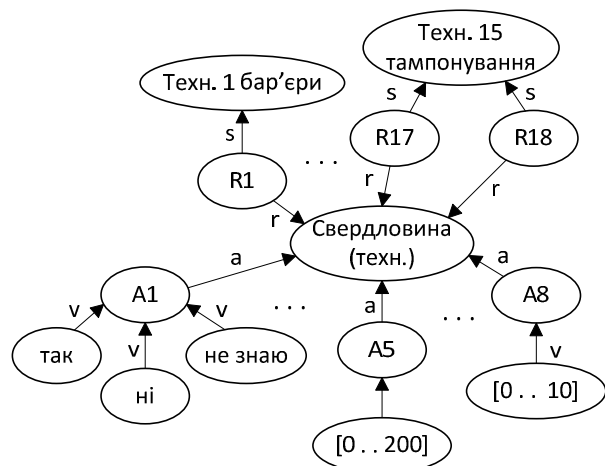 Техн. 15
тампонування
Техн. 1 бар’єри
s
s
s
R17
R18
R1
. . .
r
r
r
Свердловина
(техн.)
a
a
a
A1
. . .
. . .
A8
v
v
v
A5
v
так
не знаю
ні
[0 . . 10]
[0 . . 200]